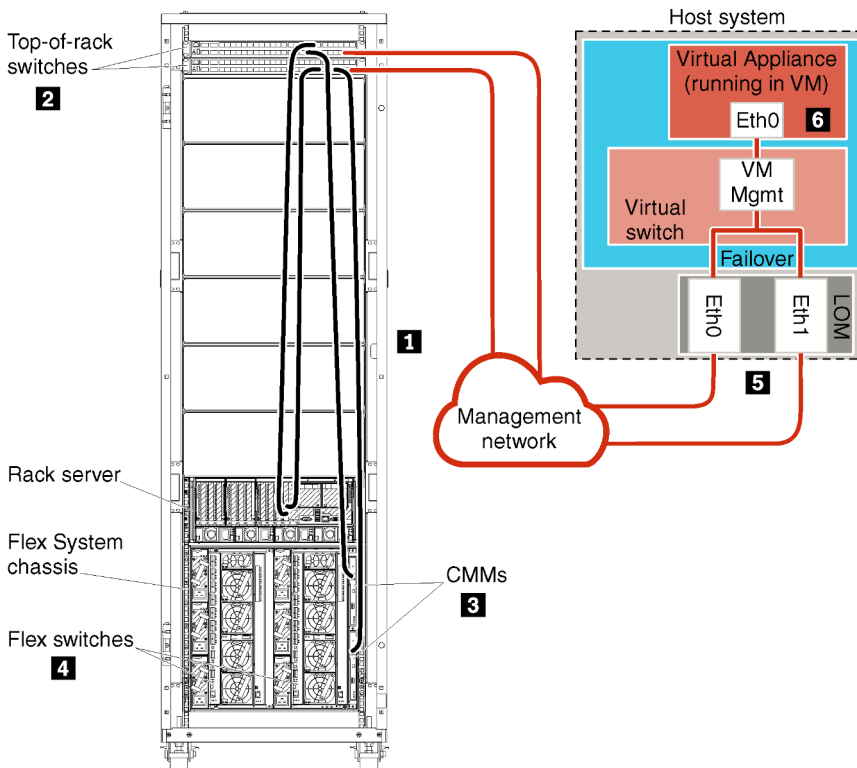 Top-of-rack
switches
2
Host system
Virtual Appliance
(running in VM)
Eth0
6
VM
Mgmt
Virtual
switch
Failover
Eth0
Eth1
LOM
5
1
Management
network
Rack server
Flex System
chassis
Flex switches
4
CMMs
3